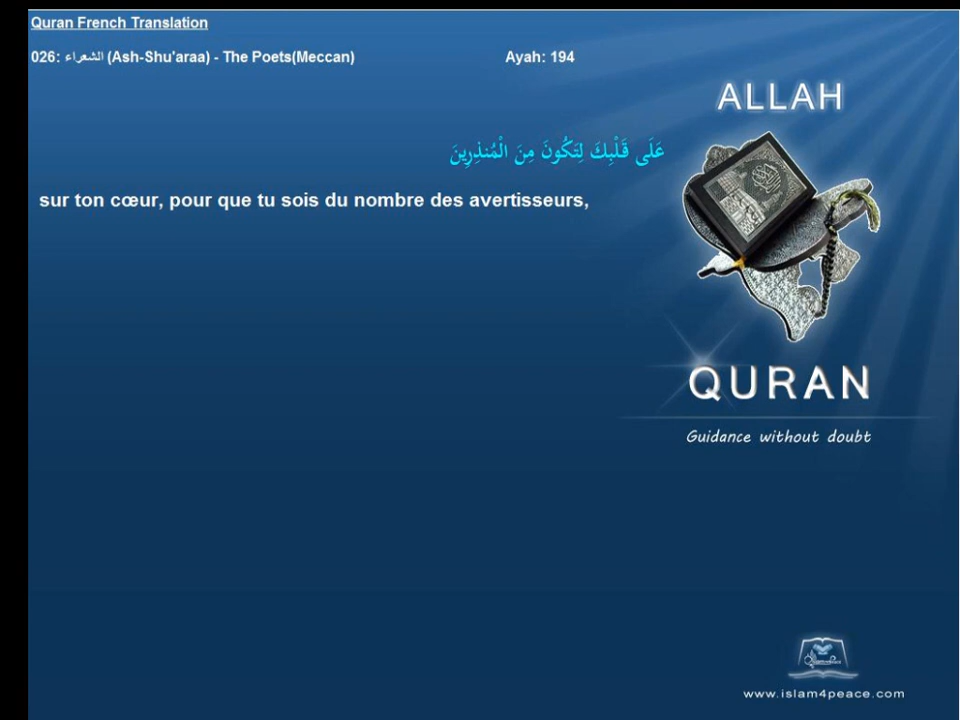 Quran French Translation
026: الشعراء (Ash-Shu'araa) - The Poets(Meccan) Ayah: 194
ALLAH
عَلَى قَلْبِكَ لِتَكُونَ مِنَ الْمُنذِرِينَ
sur ton cœur, pour que tu sois du nombre des avertisseurs,
QURAN
Guidance without doubt
www.islam4peace.com